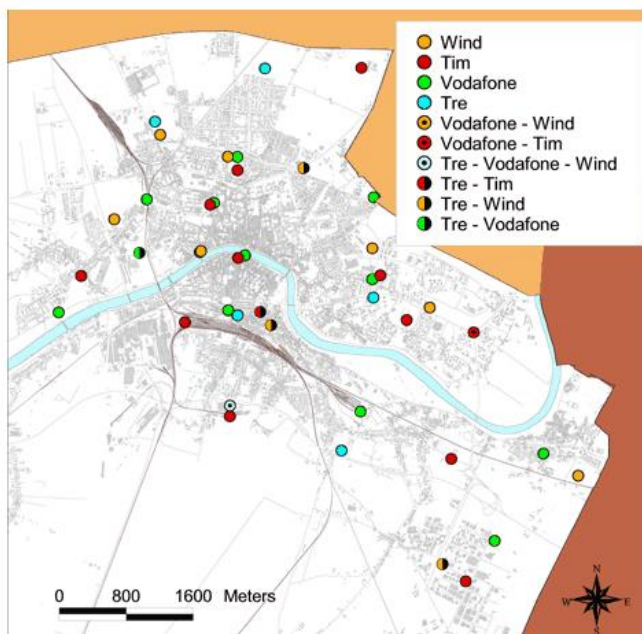 Wind
Tim
Vodafone
Tre
Vodafone - Wind
Vodafone - Tim
Tre - Vodafone - Wind
Tre - Tim
Tre - Wind
Tre - Vodafone
0 800 1600 Meters
N
W E
S